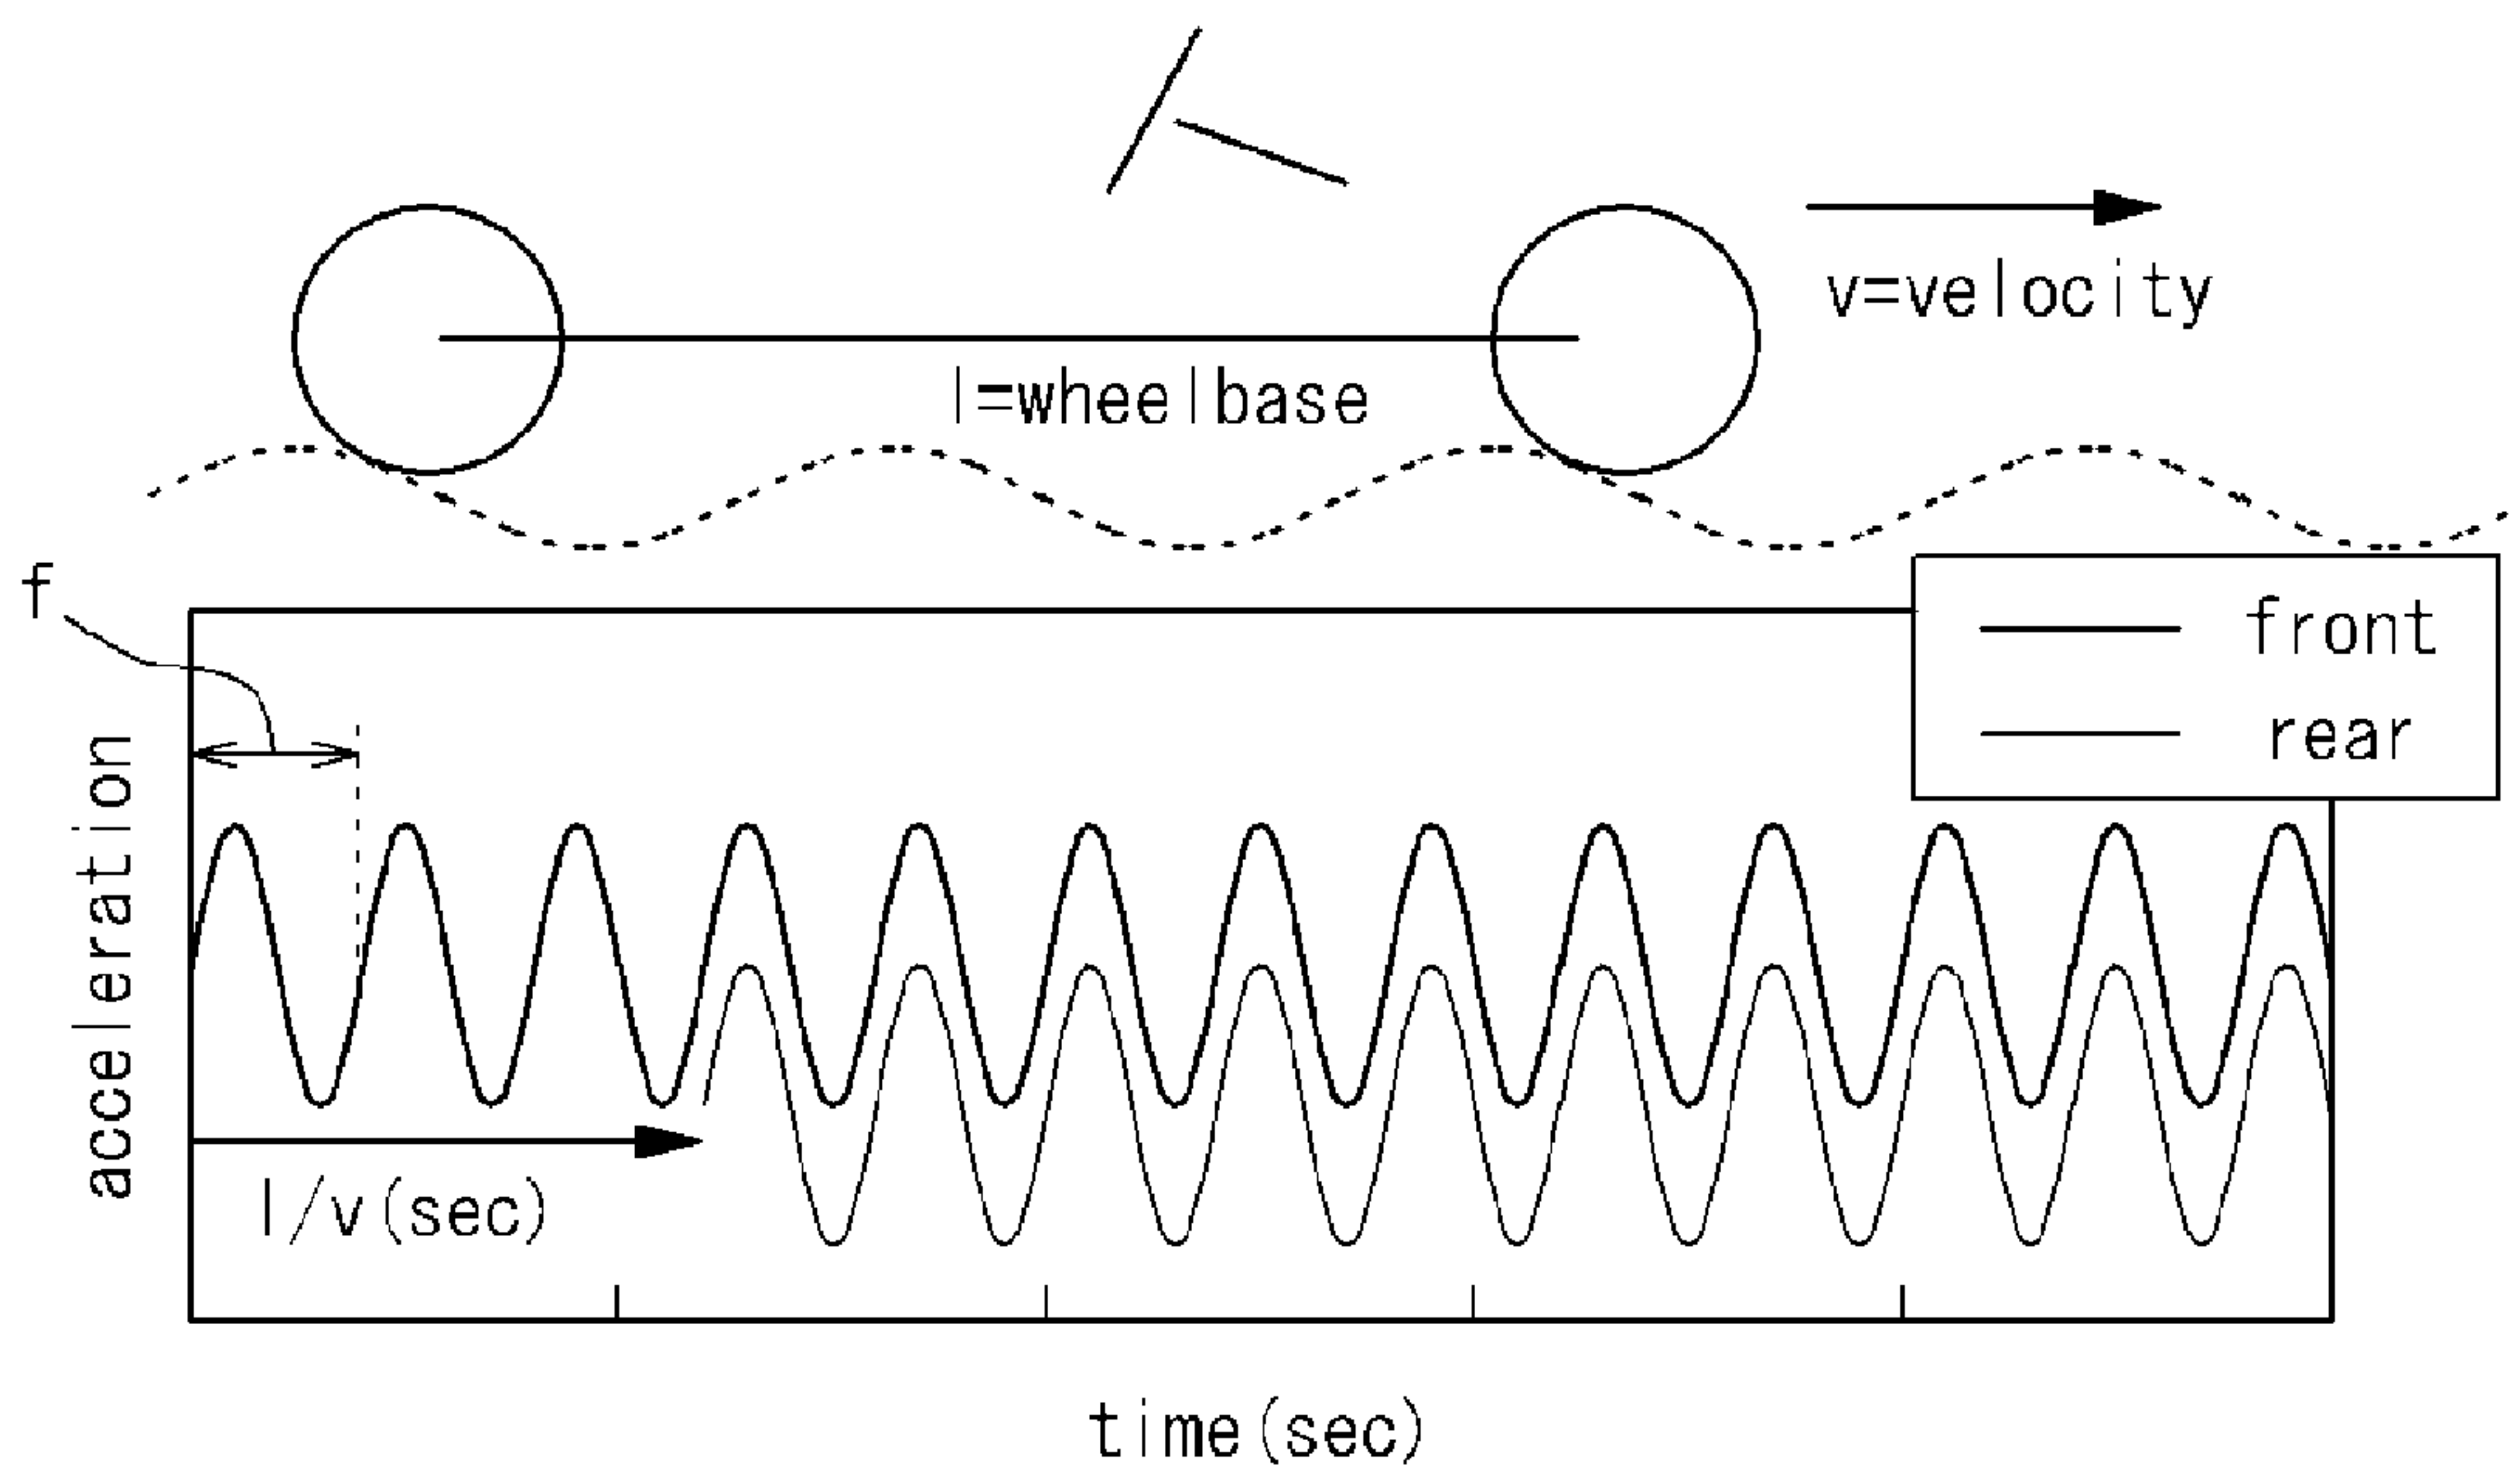 v=velocity
l=wheelbase
f
front
rear
acceleration
l/v(sec)
time(sec)